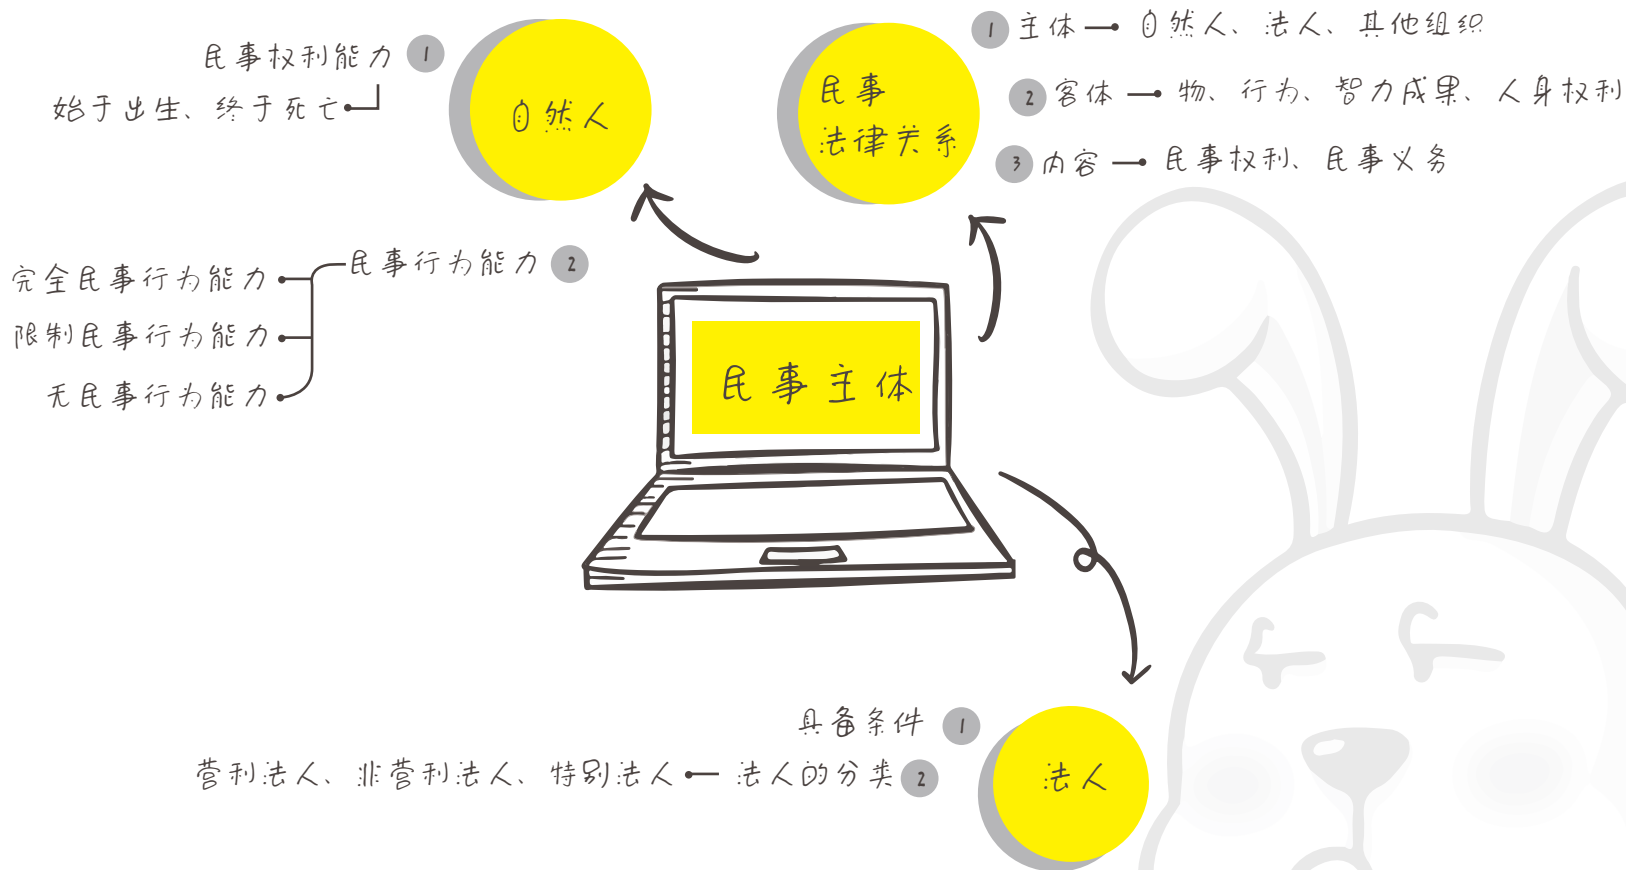 民事权利能力 1
始于出生、终于死亡
自然人
民事行为能力 2
完全民事行为能力
限制民事行为能力
无民事行为能力
民事
法律关系
1 主体 自然人、法人、其他组织
2 客体 物、行为、智力成果、人身权利
3 内容 民事权利、民事义务
民事主体
具备条件 1
营利法人、非营利法人、特别法人 法人的分类 2
法人